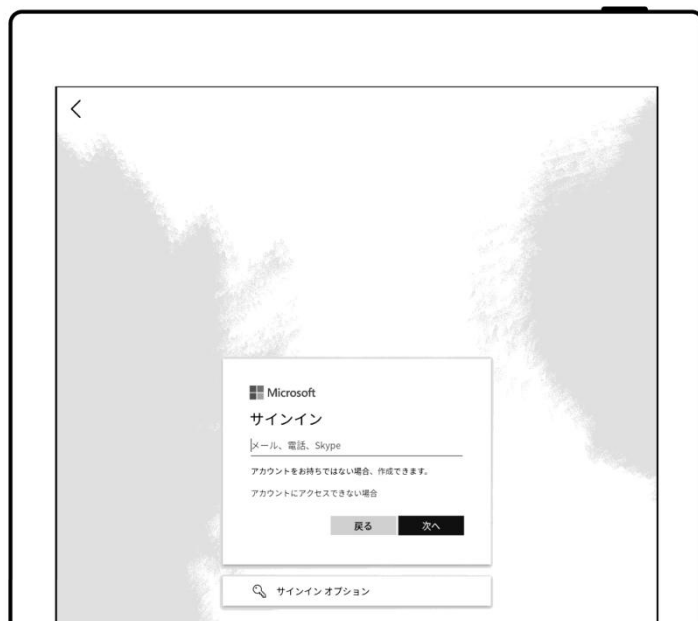 Microsoft
サインイン
メール、電話、Skype
アカウントをお持ちではない場合、作成できます。
アカウントにアクセスできない場合
戻る 次へ
サインイン オプション